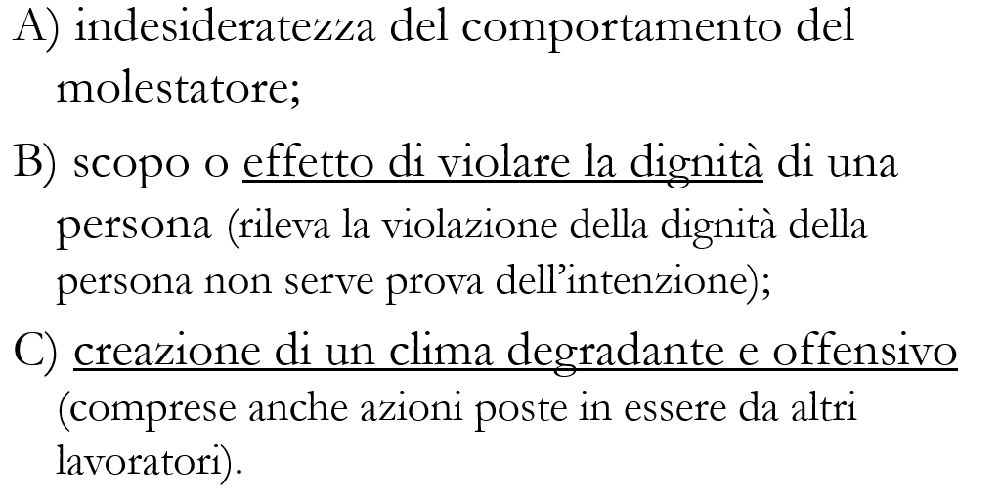 A) indesideratezza del comportamento del
molestatore;
B) scopo o effetto di violare la dignità di una
persona (rileva la violazione della dignità della
persona non serve prova dell’intenzione);
C) creazione di un clima degradante e offensivo
(comprese anche azioni poste in essere da altri
lavoratori).